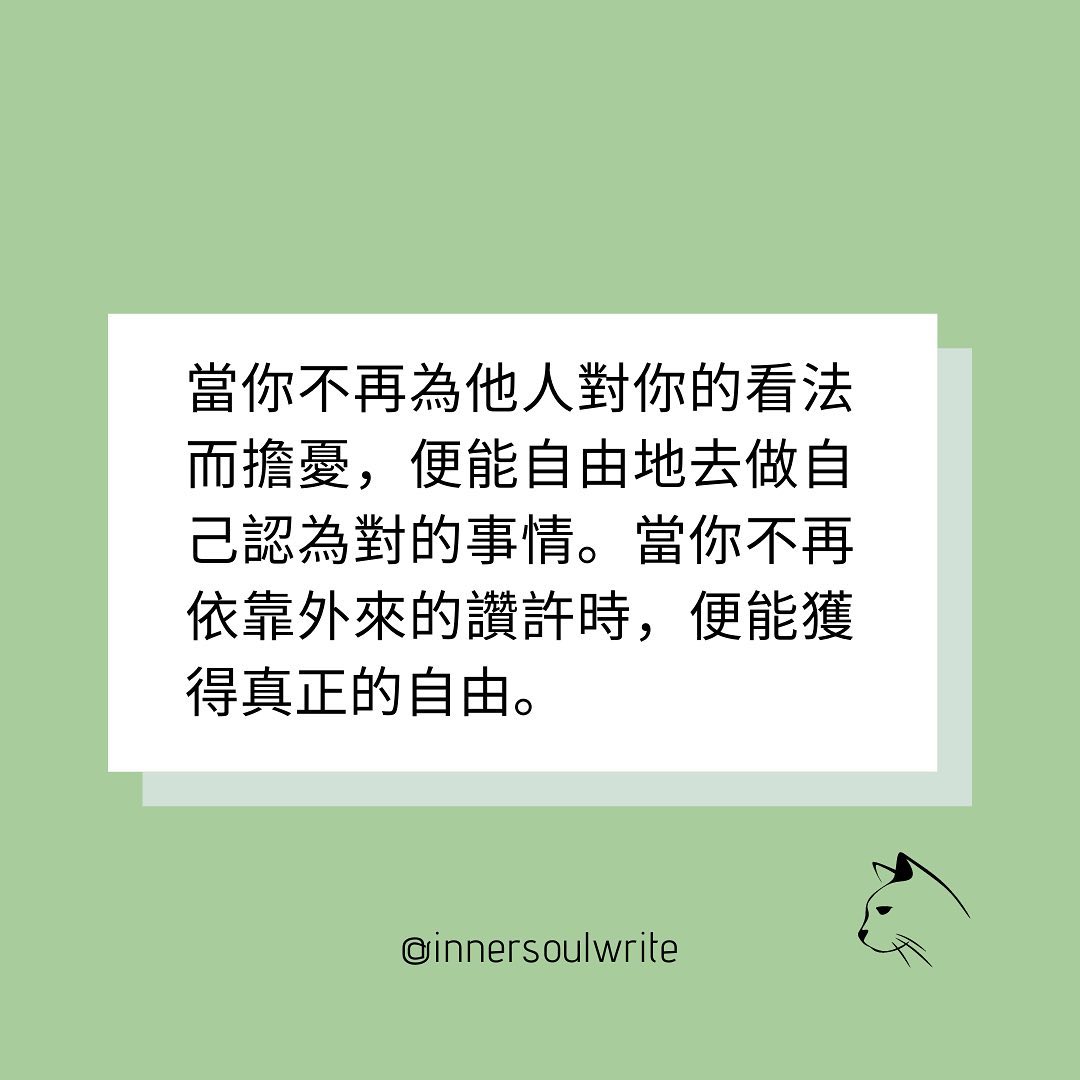 當你不再為他人對你的看法
而擔憂，便能自由地去做自
己認為對的事情。當你不再
依靠外來的讚許時，便能獲
得真正的自由。
@innersoulwrite